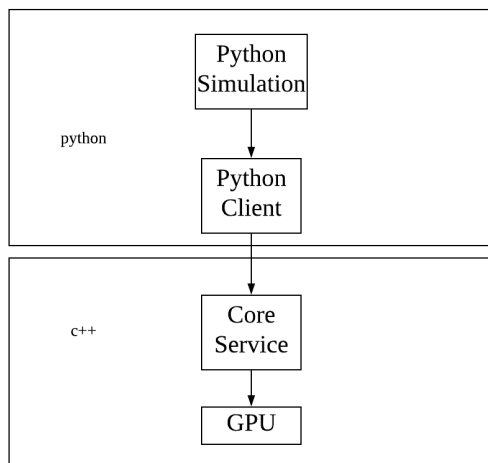 Python
Simulation
python
Python
Client
Core
Service
c++
GPU